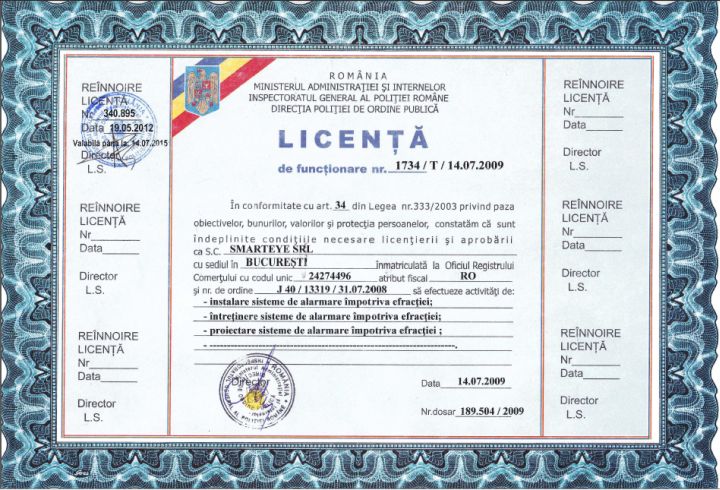 REÎNNOIRE
LICENȚĂ
Nr. 340.895
Data 19.05.2012
Valabilă până la: 14.07.2015
Director
L.S.
REÎNNOIRE
LICENȚĂ
Nr
Data
Director
L.S.
REÎNNOIRE
LICENȚĂ
Nr
Data
Director
L.S.
ROMÂNIA
MINISTERUL ADMINISTRAȚIEI ȘI INTERNELOR
INSPECTORATUL GENERAL AL POLIȚIEI ROMÂNE
DIRECȚIA POLIȚIEI DE ORDINE PUBLICĂ
LICENȚĂ
de funcționare nr. 1734 / T / 14.07.2009
În conformitate cu art. 34 din Legea nr.333/2003 privind paza
obiectivelor, bunurilor, valorilor și protecția persoanelor, constatăm că sunt
îndeplinite condițiile necesare licențierii și aprobării
ca S.C. SMARTEYE SRL
cu sediul în BUCUREȘTI înmatriculată la Oficiul Registrului
Comerțului cu codul unic 24274496 atribut fiscal RO
și nr. de ordine J 40 / 13319 / 31.07.2008 să efectueze activități de:
- instalare sisteme de alarmare împotriva efracției;
- întreținere sisteme de alarmare împotriva efracției;
- proiectare sisteme de alarmare împotriva efracției ;
Director
ROMÂNIA
Data 14.07.2009
Nr.dosar 189.504 / 2009
REÎNNOIRE
LICENȚĂ
Nr
Data
Director
L.S.
REÎNNOIRE
LICENȚĂ
Nr
Data
Director
L.S.
REÎNNOIRE
LICENȚĂ
Nr
Data
Director
L.S.